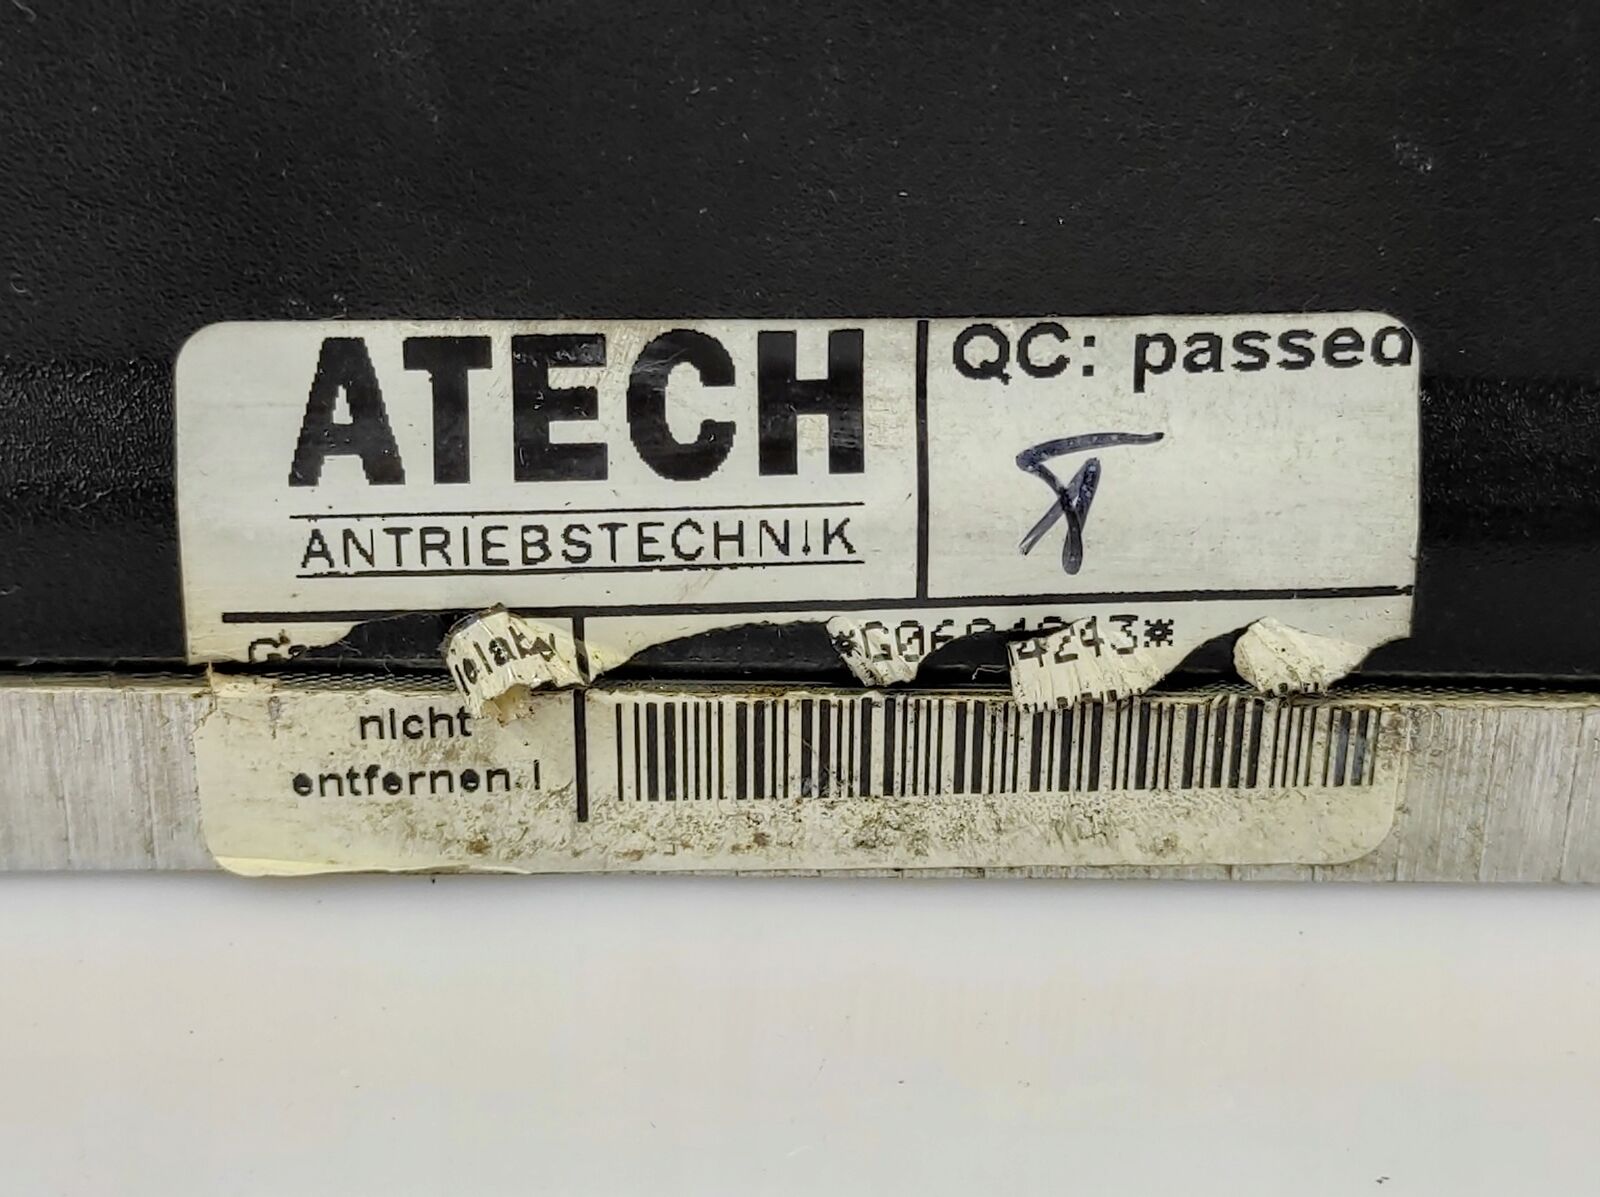 ATECH
ANTRIEBSTECHNIK
QC: passed
nicht
entfernen!